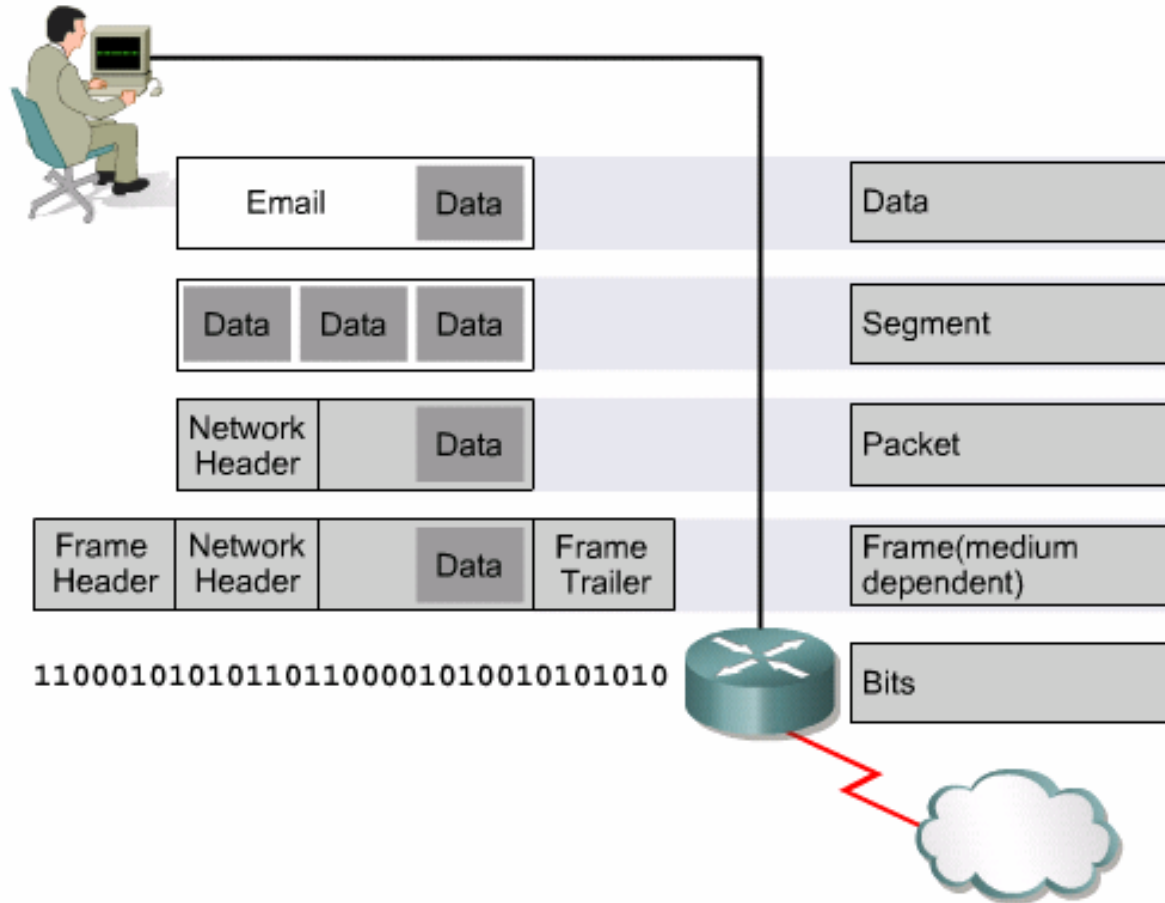 Email Data
Data
Data Data Data
Segment
Network
Header
Data
Packet
Frame
Header
Network
Header
Data
Frame
Trailer
Frame(medium
dependent)
110001010101101100001010010101010
Bits